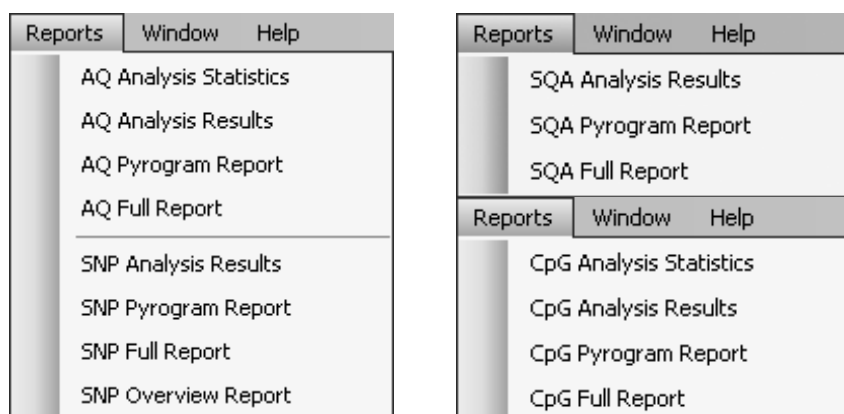 Reports Window Help
AQ Analysis Statistics
AQ Analysis Results
AQ Pyrogram Report
AQ Full Report
SNP Analysis Results
SNP Pyrogram Report
SNP Full Report
SNP Overview Report
Reports Window Help
SQA Analysis Results
SQA Pyrogram Report
SQA Full Report
Reports Window Help
CpG Analysis Statistics
CpG Analysis Results
CpG Pyrogram Report
CpG Full Report